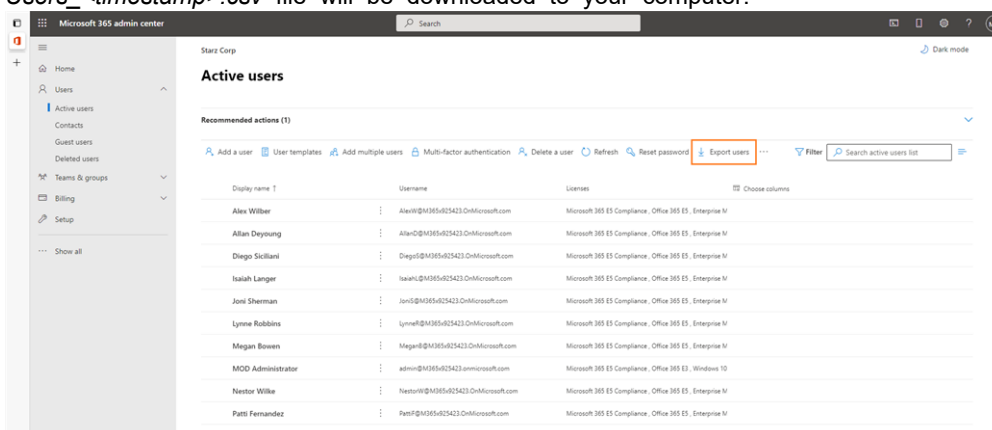 Users_<timestamp>.csv file will be downloaded to your computer.
Microsoft 365 admin center
Search
?
Starz Corp
Dark mode
Home
Active users
Users
Active users
Recommended actions (1)
Contacts
Guest users
Deleted users
Add a user User templates Add multiple users Multi-factor authentication Delete a user Refresh Reset password Export users ... Filter Search active users list
Teams & groups
Billing
Display name ↑ Username Licenses Choose columns
Setup
Alex Wilber AlexW@M365x925423.OnMicrosoft.com Microsoft 365 E5 Compliance , Office 365 E5 , Enterprise M
Allan Deyoung AllanD@M365x925423.OnMicrosoft.com Microsoft 365 E5 Compliance , Office 365 E5 , Enterprise M
... Show all
Diego Siciliani DiegoS@M365x925423.OnMicrosoft.com Microsoft 365 E5 Compliance , Office 365 E5 , Enterprise M
Isaiah Langer IsaiahL@M365x925423.OnMicrosoft.com Microsoft 365 E5 Compliance , Office 365 E5 , Enterprise M
Joni Sherman JoniS@M365x925423.OnMicrosoft.com Microsoft 365 E5 Compliance , Office 365 E5 , Enterprise M
Lynne Robbins LynneR@M365x925423.OnMicrosoft.com Microsoft 365 E5 Compliance , Office 365 E5 , Enterprise M
Megan Bowen MeganB@M365x925423.OnMicrosoft.com Microsoft 365 E5 Compliance , Office 365 E5 , Enterprise M
MOD Administrator admin@M365x925423.onmicrosoft.com Microsoft 365 E5 Compliance , Office 365 E3 , Windows 10
Nestor Wilke NestorW@M365x925423.OnMicrosoft.com Microsoft 365 E5 Compliance , Office 365 E5 , Enterprise M
Patti Fernandez PattiF@M365x925423.OnMicrosoft.com Microsoft 365 E5 Compliance , Office 365 E5 , Enterprise M